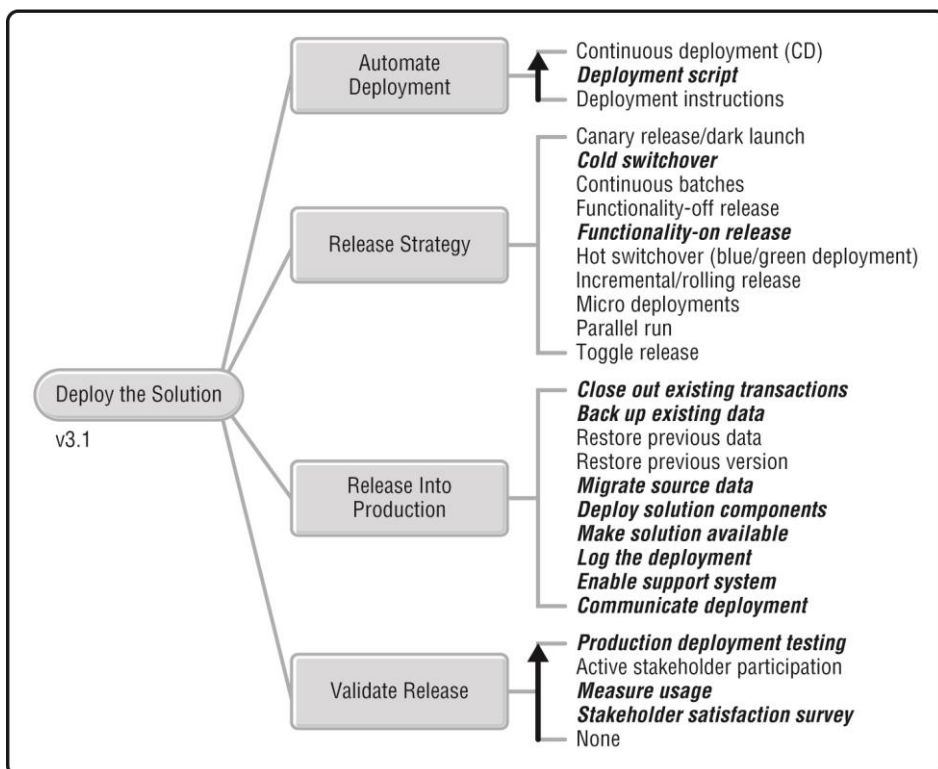 Automate
Deployment
Continuous deployment (CD)
Deployment script
Deployment instructions
Release Strategy
Canary release/dark launch
Cold switchover
Continuous batches
Functionality-off release
Functionality-on release
Hot switchover (blue/green deployment)
Incremental/rolling release
Micro deployments
Parallel run
Toggle release
Deploy the Solution
v3.1
Release Into
Production
Close out existing transactions
Back up existing data
Restore previous data
Restore previous version
Migrate source data
Deploy solution components
Make solution available
Log the deployment
Enable support system
Communicate deployment
Validate Release
Production deployment testing
Active stakeholder participation
Measure usage
Stakeholder satisfaction survey
None